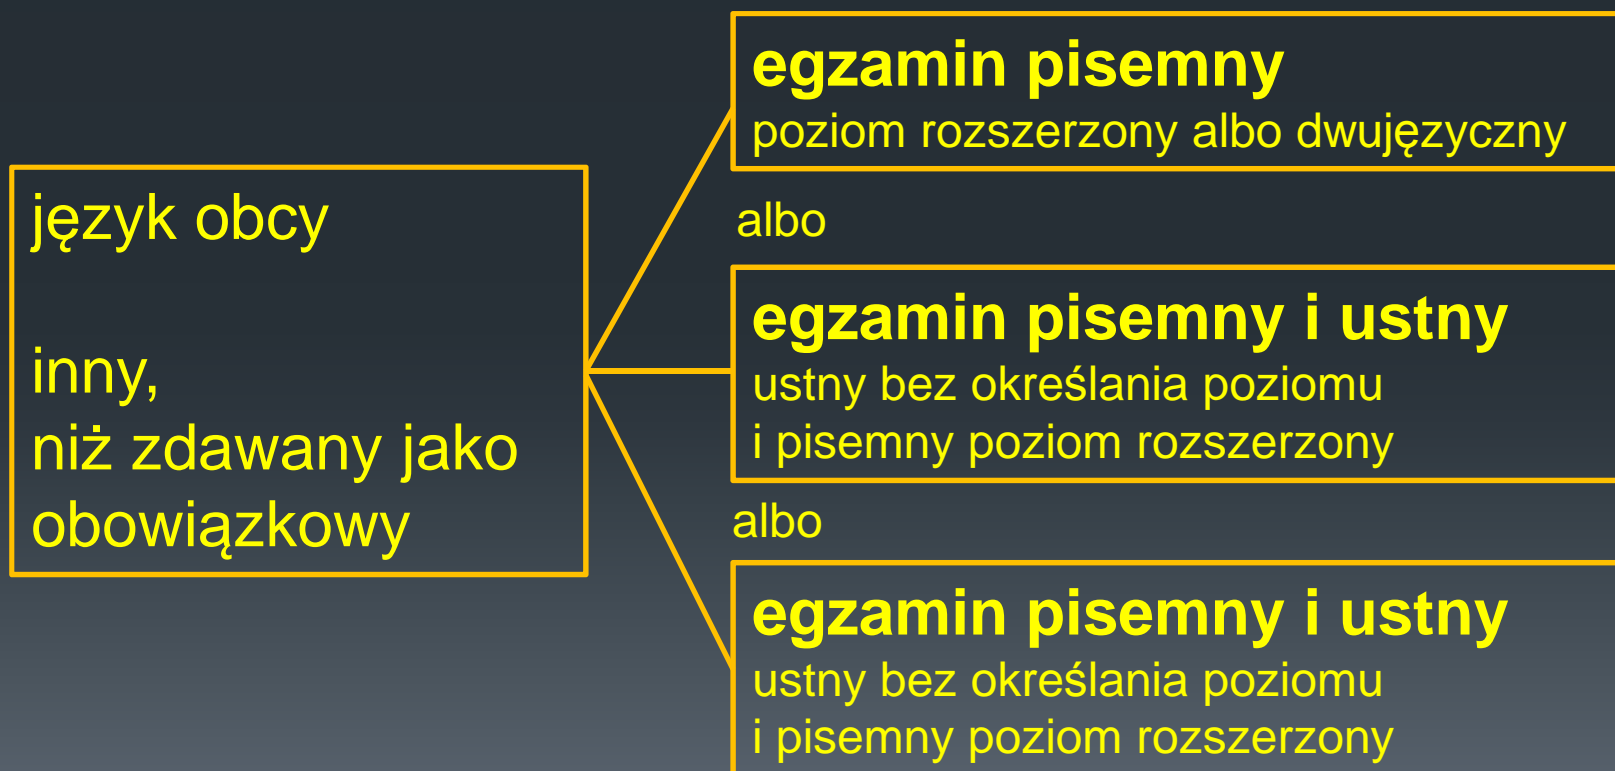 język obcy
inny,
niż zdawany jako
obowiązkowy
egzamin pisemny
poziom rozszerzony albo dwujęzyczny
albo
egzamin pisemny i ustny
ustny bez określania poziomu
i pisemny poziom rozszerzony
albo
egzamin pisemny i ustny
ustny bez określania poziomu
i pisemny poziom rozszerzony